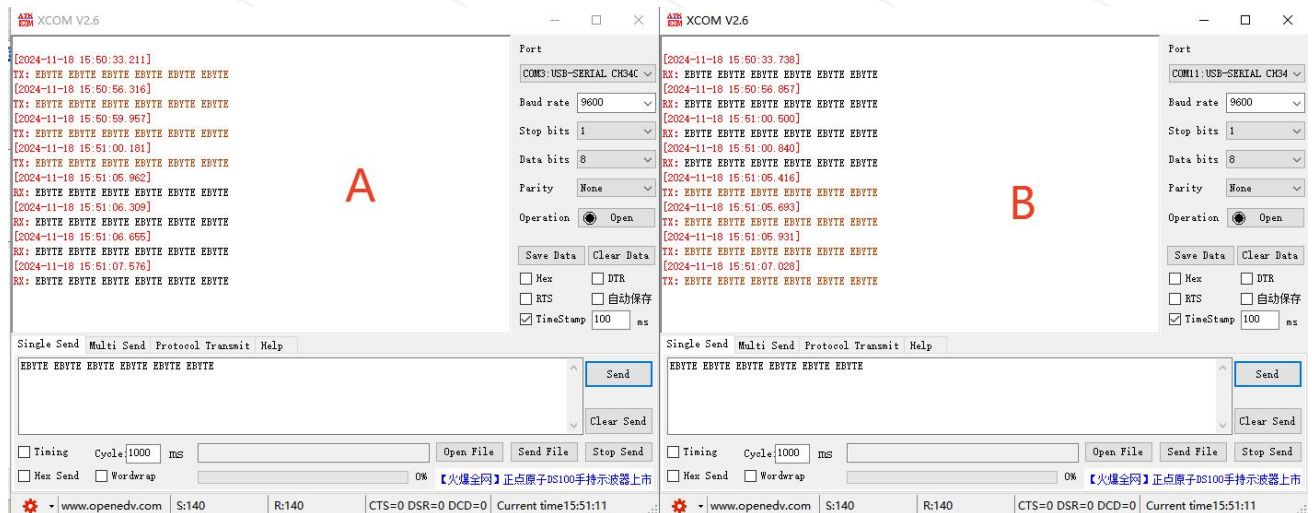 XCOM V2.6
[2024-11-18 15:50:33.211]
TX: EBYTE EBYTE EBYTE EBYTE EBYTE EBYTE
[2024-11-18 15:50:56.316]
TX: EBYTE EBYTE EBYTE EBYTE EBYTE EBYTE
[2024-11-18 15:50:59.957]
TX: EBYTE EBYTE EBYTE EBYTE EBYTE EBYTE
[2024-11-18 15:51:00.181]
TX: EBYTE EBYTE EBYTE EBYTE EBYTE EBYTE
[2024-11-18 15:51:05.962]
RX: EBYTE EBYTE EBYTE EBYTE EBYTE EBYTE
[2024-11-18 15:51:06.309]
RX: EBYTE EBYTE EBYTE EBYTE EBYTE EBYTE
[2024-11-18 15:51:06.655]
RX: EBYTE EBYTE EBYTE EBYTE EBYTE EBYTE
[2024-11-18 15:51:07.576]
RX: EBYTE EBYTE EBYTE EBYTE EBYTE EBYTE
A
Port
COM3:USB-SERIAL CH34C
Baud rate 9600
Stop bits 1
Data bits 8
Parity None
Operation Open
Save Data Clear Data
Hex DTR
RTS 自动保存
TimeStamp 100 ms
Single Send Multi Send Protocol Transmit Help
EBYTE EBYTE EBYTE EBYTE EBYTE EBYTE
Send
Clear Send
Timing Cycle:1000 ms Open File Send File Stop Send
Hex Send Wordwrap 0% 【火爆全网】正点原子DS100手持示波器上市
www.openedv.com S:140 R:140 CTS=0 DSR=0 DCD=0 Current time15:51:11
XCOM V2.6
[2024-11-18 15:50:33.738]
RX: EBYTE EBYTE EBYTE EBYTE EBYTE EBYTE
[2024-11-18 15:50:56.857]
RX: EBYTE EBYTE EBYTE EBYTE EBYTE EBYTE
[2024-11-18 15:51:00.500]
RX: EBYTE EBYTE EBYTE EBYTE EBYTE EBYTE
[2024-11-18 15:51:00.840]
RX: EBYTE EBYTE EBYTE EBYTE EBYTE EBYTE
[2024-11-18 15:51:05.416]
TX: EBYTE EBYTE EBYTE EBYTE EBYTE EBYTE
[2024-11-18 15:51:05.693]
TX: EBYTE EBYTE EBYTE EBYTE EBYTE EBYTE
[2024-11-18 15:51:05.931]
TX: EBYTE EBYTE EBYTE EBYTE EBYTE EBYTE
[2024-11-18 15:51:07.028]
TX: EBYTE EBYTE EBYTE EBYTE EBYTE EBYTE
B
Port
COM11:USB-SERIAL CH34
Baud rate 9600
Stop bits 1
Data bits 8
Parity None
Operation Open
Save Data Clear Data
Hex DTR
RTS 自动保存
TimeStamp 100 ms
Single Send Multi Send Protocol Transmit Help
EBYTE EBYTE EBYTE EBYTE EBYTE EBYTE
Send
Clear Send
Timing Cycle:1000 ms Open File Send File Stop Send
Hex Send Wordwrap 0% 【火爆全网】正点原子DS100手持示波器上市
www.openedv.com S:140 R:140 CTS=0 DSR=0 DCD=0 Current time15:51:11